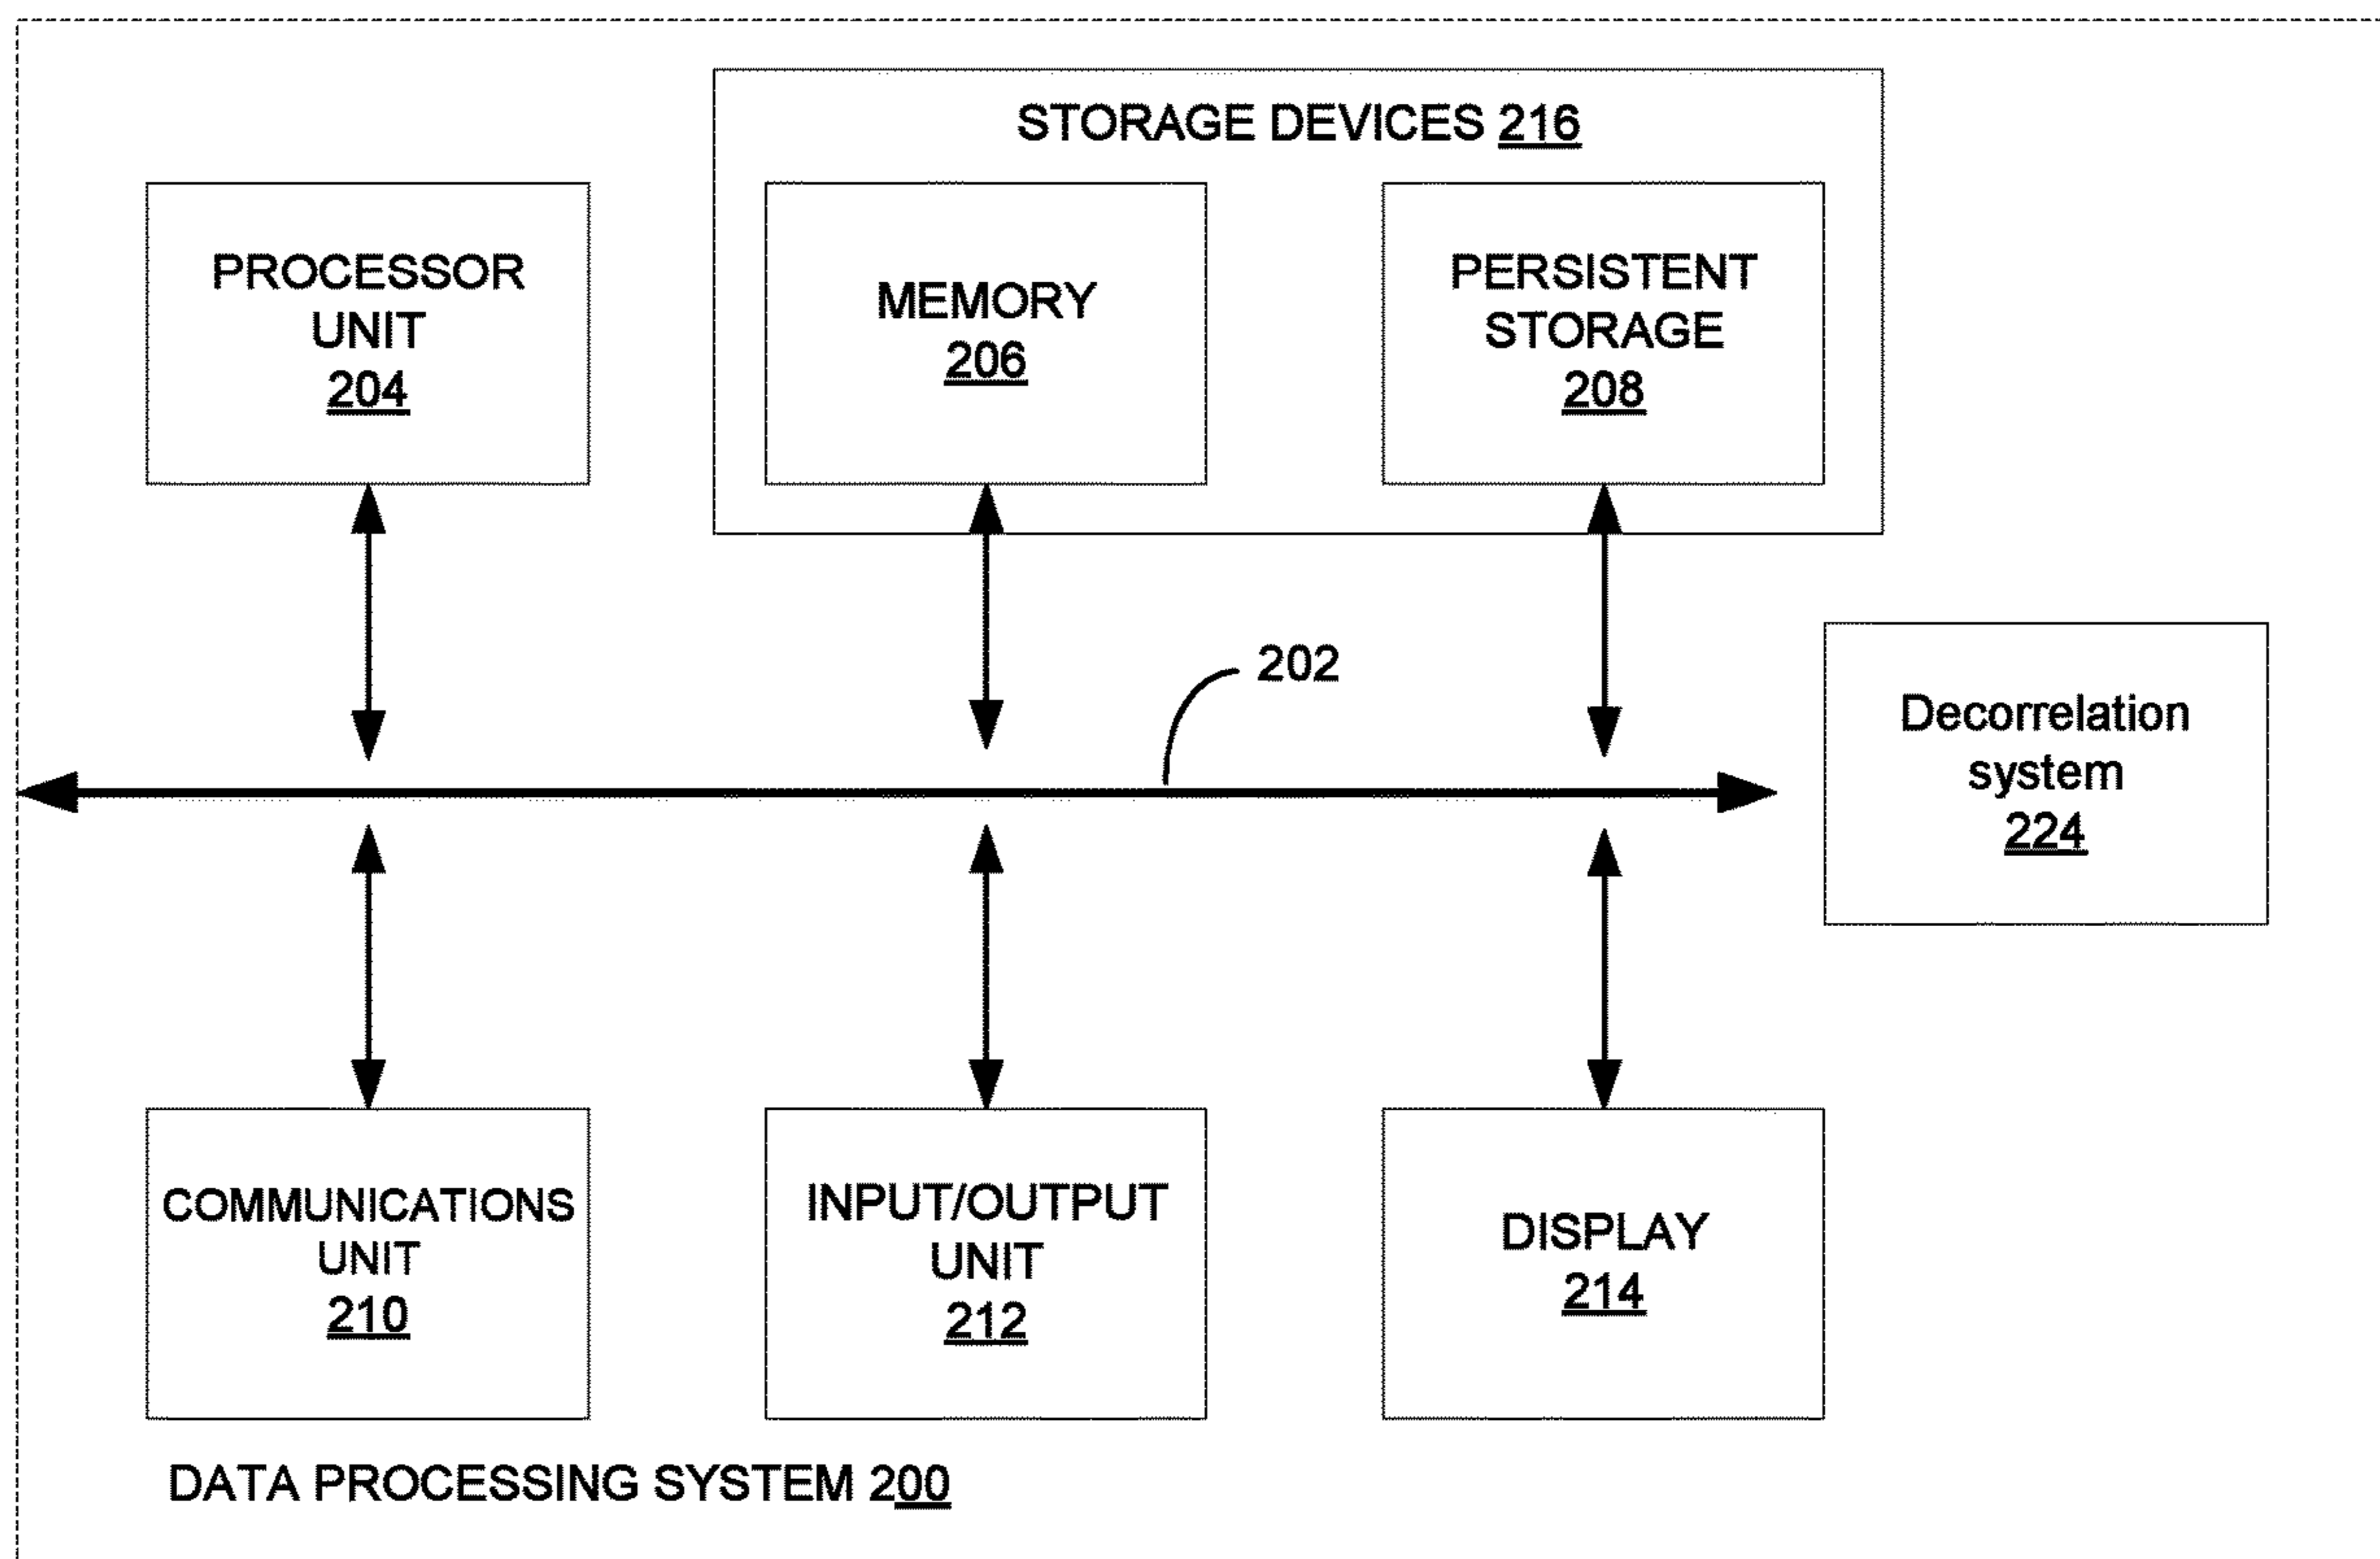 STORAGE DEVICES 216
PROCESSOR
UNIT
204
MEMORY
206
PERSISTENT
STORAGE
208
202
Decorrelation
system
224
COMMUNICATIONS
UNIT
210
INPUT/OUTPUT
UNIT
212
DISPLAY
214
DATA PROCESSING SYSTEM 200